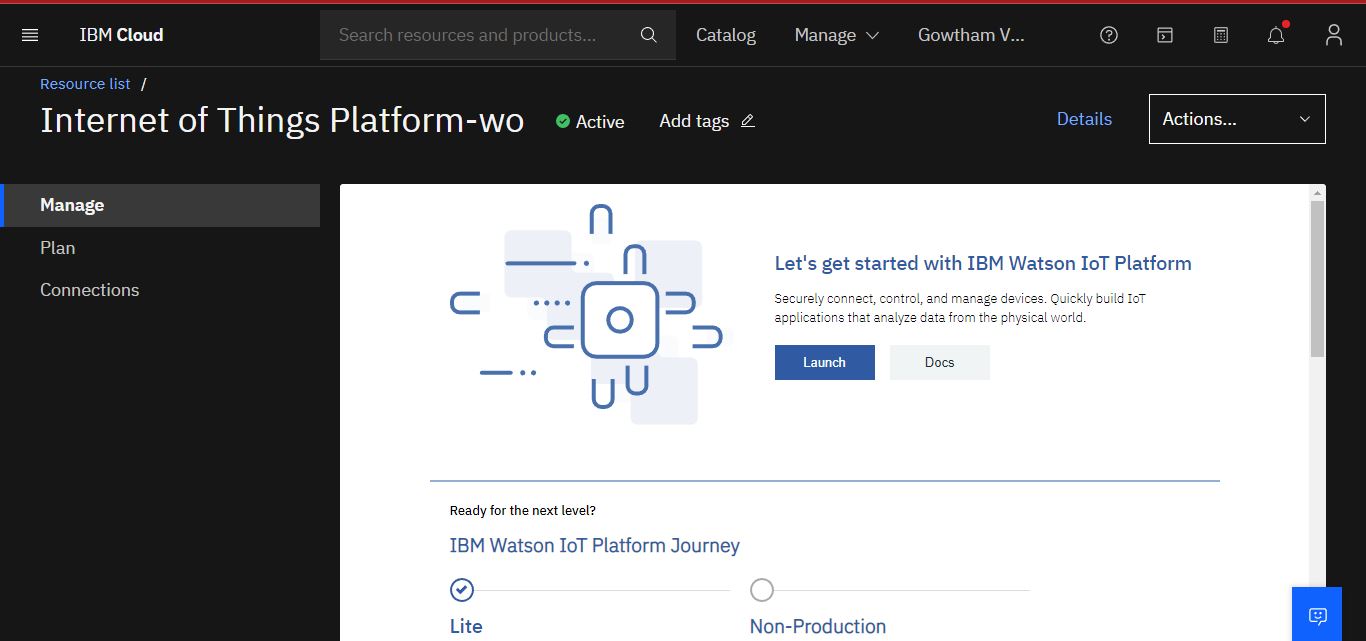 IBM Cloud
Search resources and products...
Catalog
Manage
Gowtham V...
Resource list /
Internet of Things Platform-wo
Active
Add tags
Details
Actions...
Manage
Plan
Connections
Let's get started with IBM Watson IoT Platform
Securely connect, control, and manage devices. Quickly build IoT
applications that analyze data from the physical world.
Launch
Docs
Ready for the next level?
IBM Watson IoT Platform Journey
Lite
Non-Production